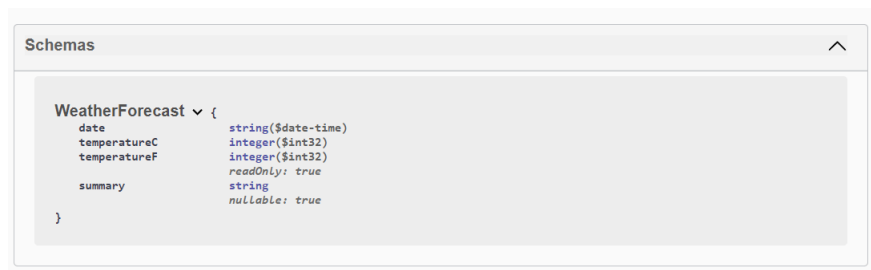 Schemas
WeatherForecast {
date string($date-time)
temperatureC integer($int32)
temperatureF integer($int32)
readOnly: true
summary string
nullable: true
}